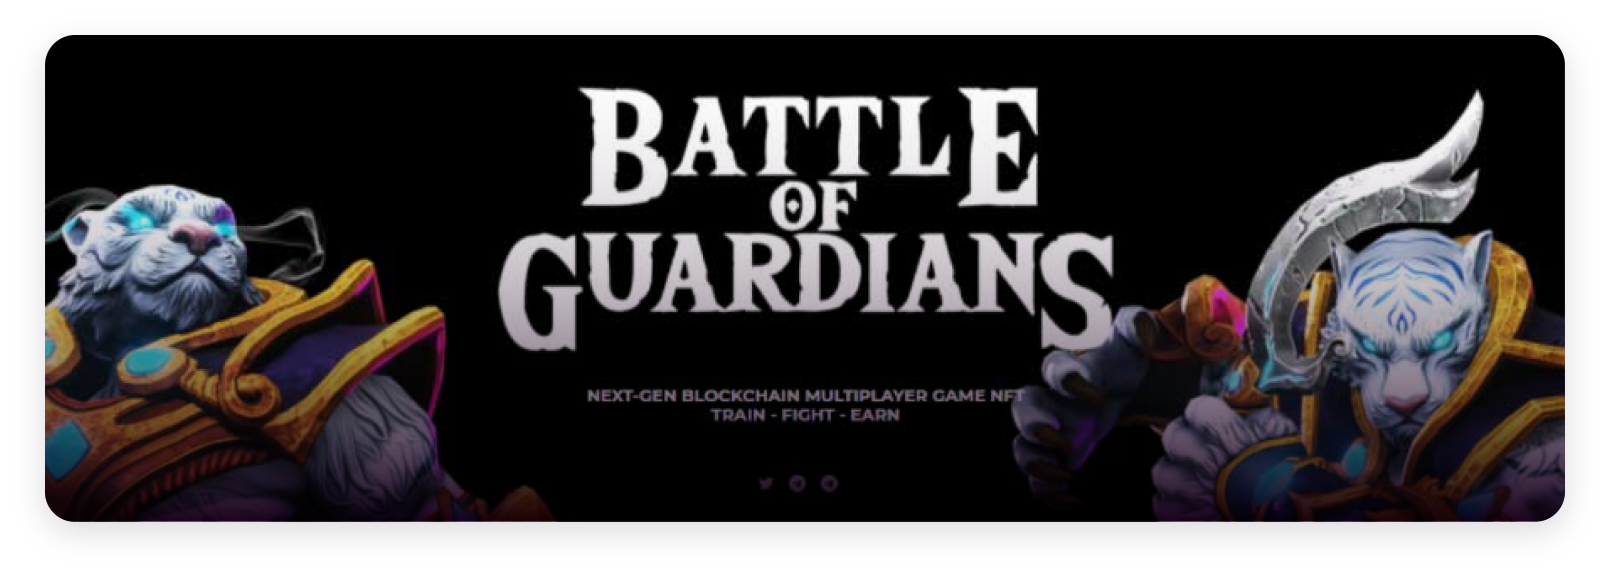 BATTLE
OF
GUARDIANS
NEXT-GEN BLOCKCHAIN MULTIPLAYER GAME NFT
TRAIN - FIGHT - EARN